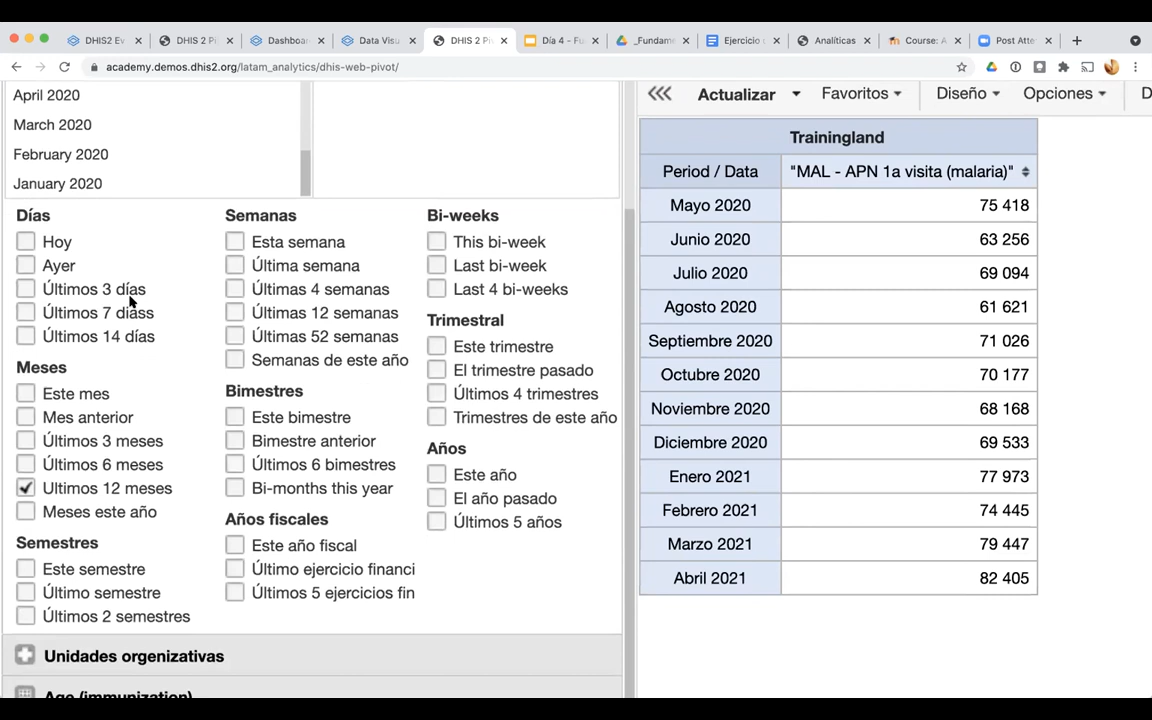 DHIS2 Ev
DHIS 2 Pi
Dashboa
Data Visu
DHIS 2 Pi
Día 4 - Fu
_Fundame
Ejercicio d
Analíticas
Course: A
Post Atte
academy.demos.dhis2.org/latam_analytics/dhis-web-pivot/
April 2020
March 2020
February 2020
January 2020
Días
Hoy
Ayer
Últimos 3 días
Últimos 7 diass
Últimos 14 días
Meses
Este mes
Mes anterior
Últimos 3 meses
Últimos 6 meses
Ultimos 12 meses
Meses este año
Semestres
Este semestre
Último semestre
Últimos 2 semestres
Semanas
Esta semana
Última semana
Últimas 4 semanas
Últimas 12 semanas
Últimas 52 semanas
Semanas de este año
Bimestres
Este bimestre
Bimestre anterior
Últimos 6 bimestres
Bi-months this year
Años fiscales
Este año fiscal
Último ejercicio financi
Últimos 5 ejercicios fin
Bi-weeks
This bi-week
Last bi-week
Last 4 bi-weeks
Trimestral
Este trimestre
El trimestre pasado
Últimos 4 trimestres
Trimestres de este año
Años
Este año
El año pasado
Últimos 5 años
Unidades orgenizativas
Age (immunization)
Actualizar
Favoritos
Diseño
Opciones
D
Trainingland
Period / Data "MAL - APN 1a visita (malaria)"
Mayo 2020 75 418
Junio 2020 63 256
Julio 2020 69 094
Agosto 2020 61 621
Septiembre 2020 71 026
Octubre 2020 70 177
Noviembre 2020 68 168
Diciembre 2020 69 533
Enero 2021 77 973
Febrero 2021 74 445
Marzo 2021 79 447
Abril 2021 82 405